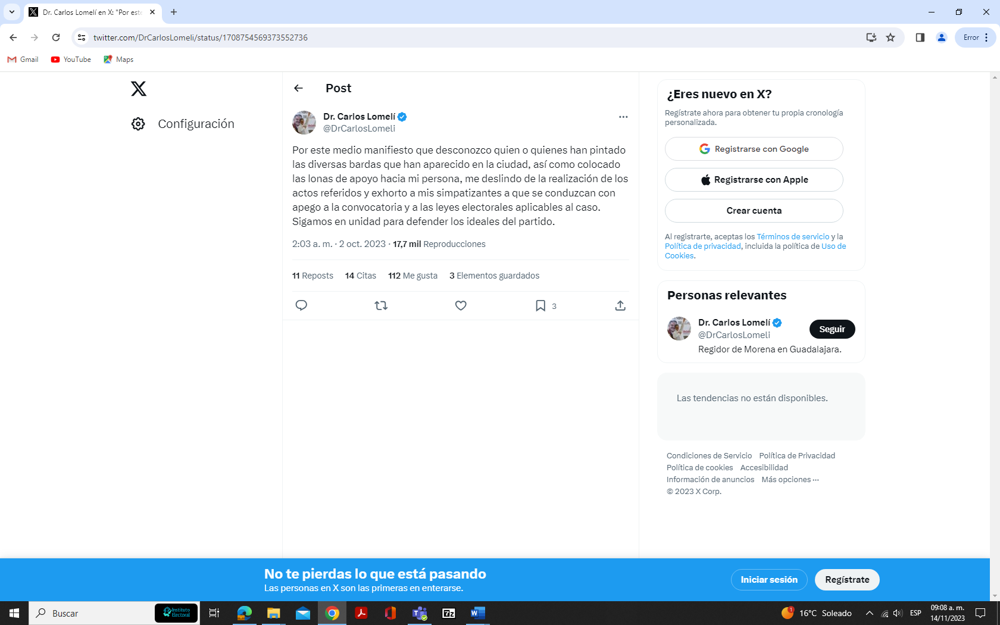 Dr. Carlos Lomelí en X: "Por este
twitter.com/DrCarlosLomeli/status/1708754569373552736
Error
Gmail
YouTube
Maps
Configuración
Post
Dr. Carlos Lomelí
@DrCarlosLomeli
Por este medio manifiesto que desconozco quien o quienes han pintado
las diversas bardas que han aparecido en la ciudad, así como colocado
las lonas de apoyo hacia mi persona, me deslindo de la realización de los
actos referidos y exhorto a mis simpatizantes a que se conduzcan con
apego a la convocatoria y a las leyes electorales aplicables al caso.
Sigamos en unidad para defender los ideales del partido.
2:03 a. m. · 2 oct. 2023 · 17,7 mil Reproducciones
11 Reposts 14 Citas 112 Me gusta 3 Elementos guardados
3
¿Eres nuevo en X?
Regístrate ahora para obtener tu propia cronología
personalizada.
Registrarse con Google
Registrarse con Apple
Crear cuenta
Al registrarte, aceptas los Términos de servicio y la
Política de privacidad, incluida la política de Uso de
Cookies.
Personas relevantes
Dr. Carlos Lomelí
@DrCarlosLomeli
Seguir
Regidor de Morena en Guadalajara.
Las tendencias no están disponibles.
Condiciones de Servicio Política de Privacidad
Política de cookies Accesibilidad
Información de anuncios Más opciones ···
© 2023 X Corp.
No te pierdas lo que está pasando
Las personas en X son las primeras en enterarse.
Iniciar sesión
Regístrate
Buscar
Instituto
Electoral
7z
1
16°C Soleado
ESP
09:08 a. m.
14/11/2023